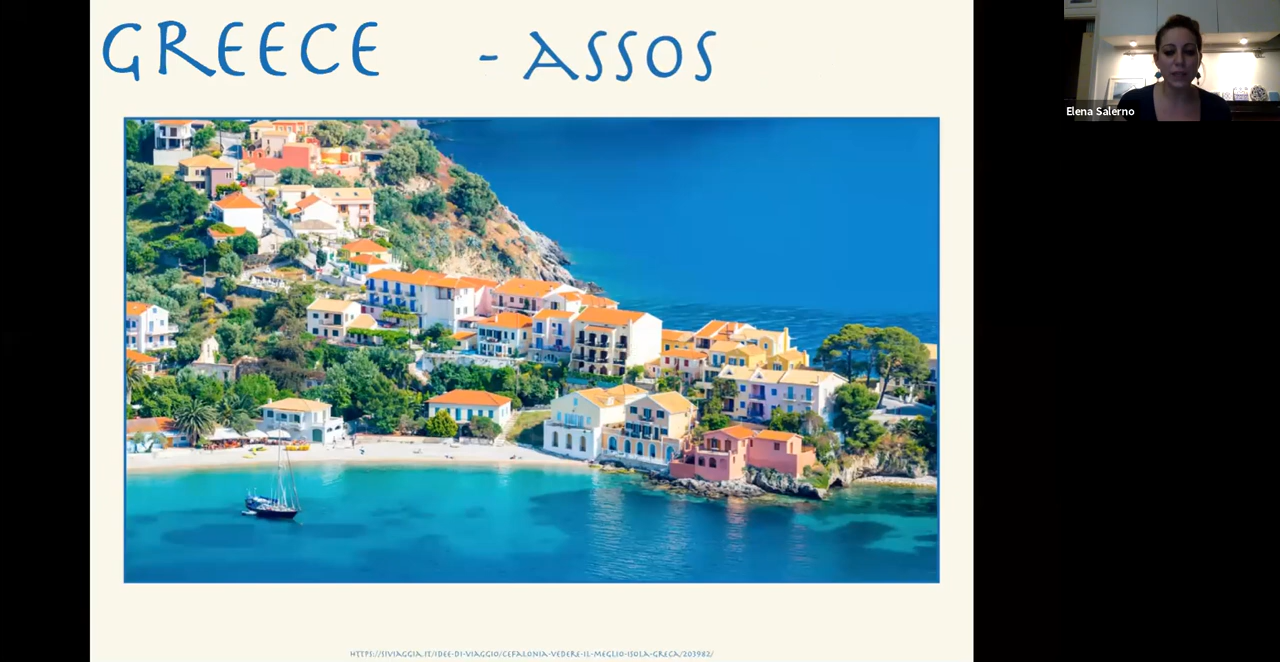 GREECE - ASSOS
Elena Salerno
HTTPS://SIVIAGGIA.IT/IDEE-DI-VIAGGIO/CEFALONIA-VEDERE-IL-MEGLIO-ISOLA-GRECA/203982/